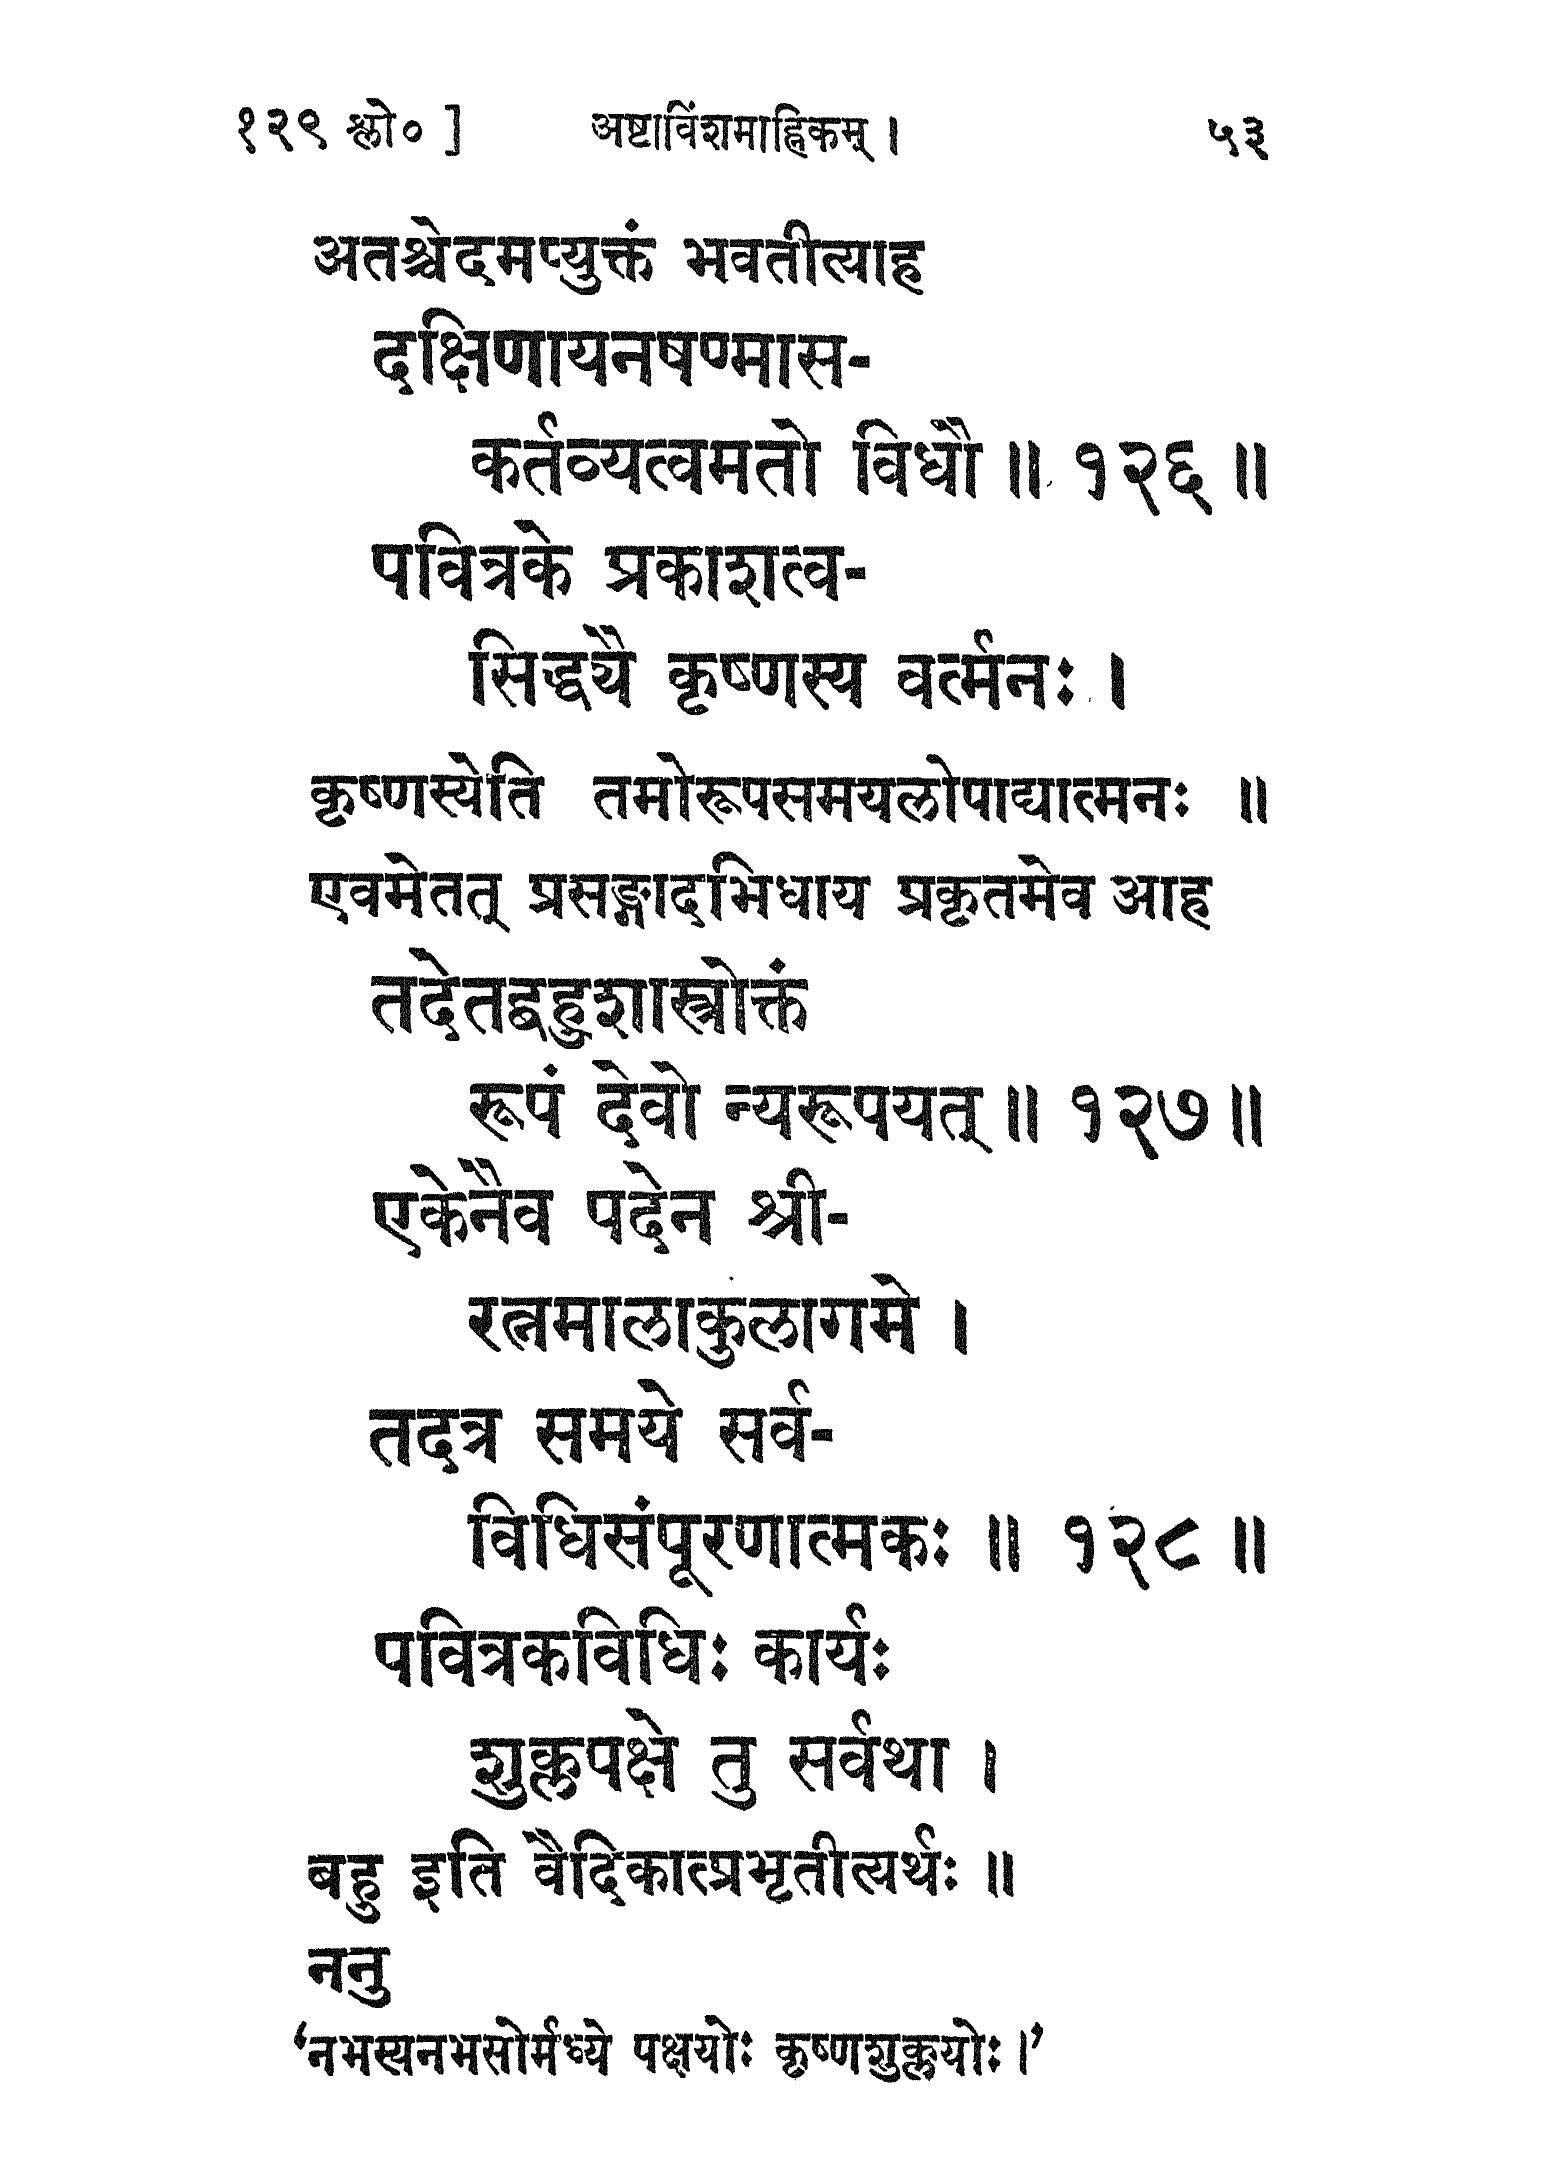 १२९ श्लो० ] अष्टाविंशमाह्निकम् । ५३
अतश्चेदमप्युक्तं भवतीत्याह
दक्षिणायनषण्मास-
कर्तव्यत्वमतो विधौ ॥ १२६ ॥
पवित्रके प्रकाशत्व-
सिद्ध्यै कृष्णस्य वर्त्मनः ।
कृष्णस्येति तमोरूपसमयलोपाद्यात्मनः ॥
एवमेतत् प्रसङ्गादभिधाय प्रकृतमेव आह
तदेतद्बहुशास्त्रोक्तं
रूपं देवो न्यरूपयत् ॥ १२७ ॥
एकेनैव पदेन श्री-
रत्नमालाकुलागमे ।
तदत्र समये सर्व-
विधिसंपूरणात्मकः ॥ १२८ ॥
पवित्रकविधिः कार्यः
शुक्लपक्षे तु सर्वथा ।
बहु इति वैदिकात्प्रभृतीत्यर्थः ॥
ननु
‘नभस्यनभसोर्मध्ये पक्षयोः कृष्णशुक्लयोः ।’